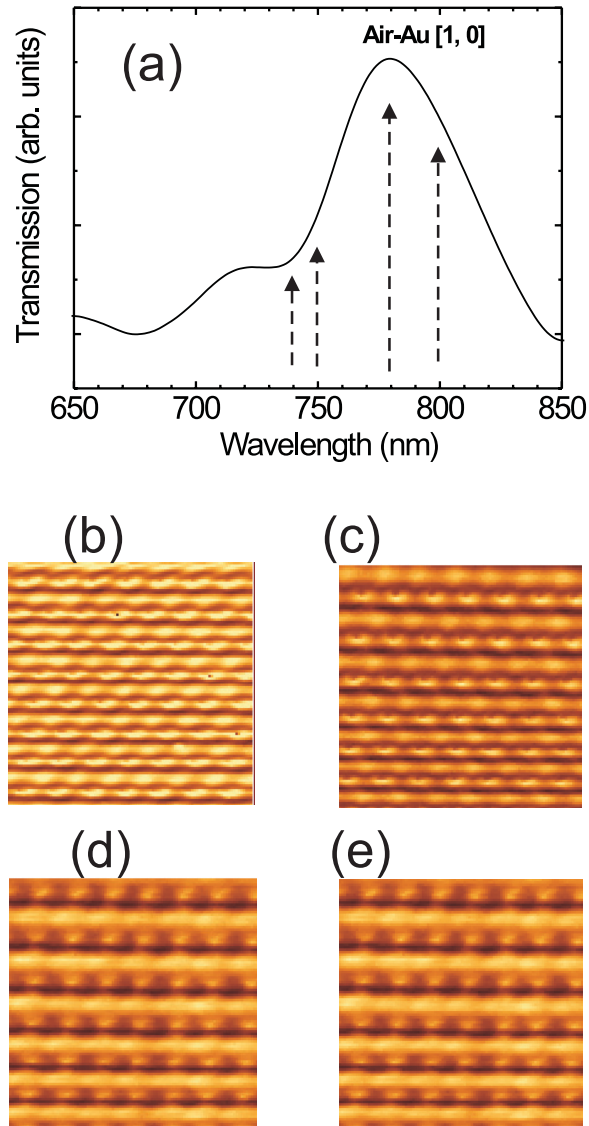 Air-Au [1, 0]
(a)
Transmission (arb. units)
650 700 750 800 850
Wavelength (nm)
(b) (c)
(d) (e)